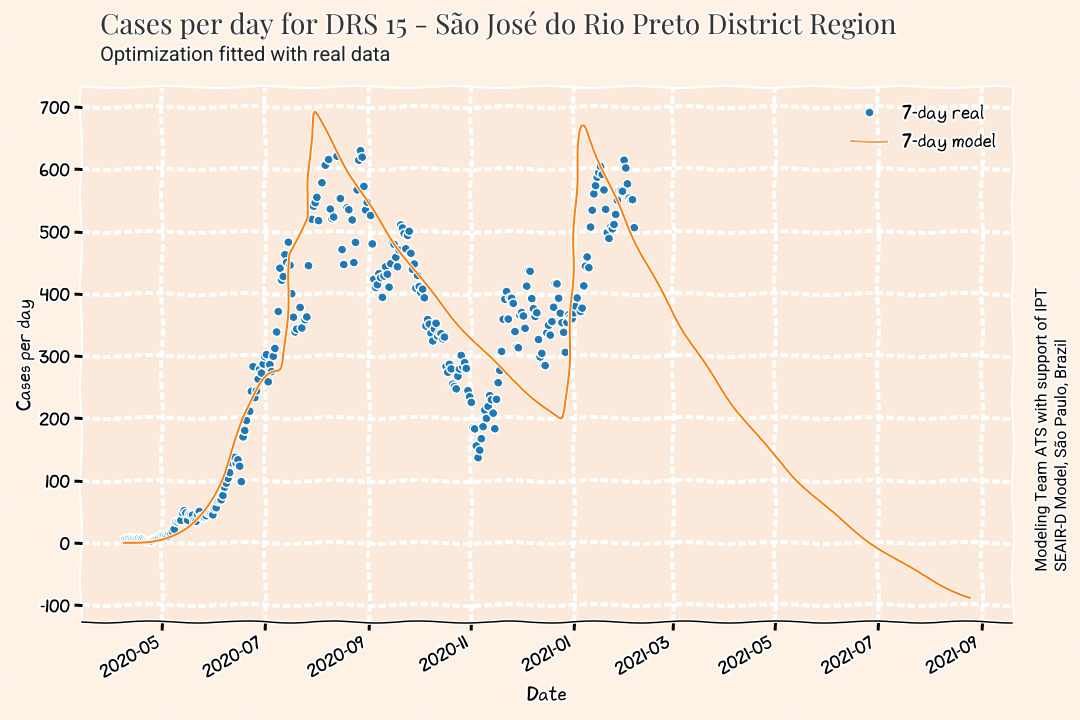 Cases per day for DRS 15 - São José do Rio Preto District Region
Optimization fitted with real data
7-day real
7-day model
Cases per day
700
600
500
400
300
200
100
0
-100
2020-05
2020-07
2020-09
2020-11
2021-01
2021-03
2021-05
2021-07
2021-09
Date
Modeling Team ATS with support of IPT
SEAIR-D Model, São Paulo, Brazil